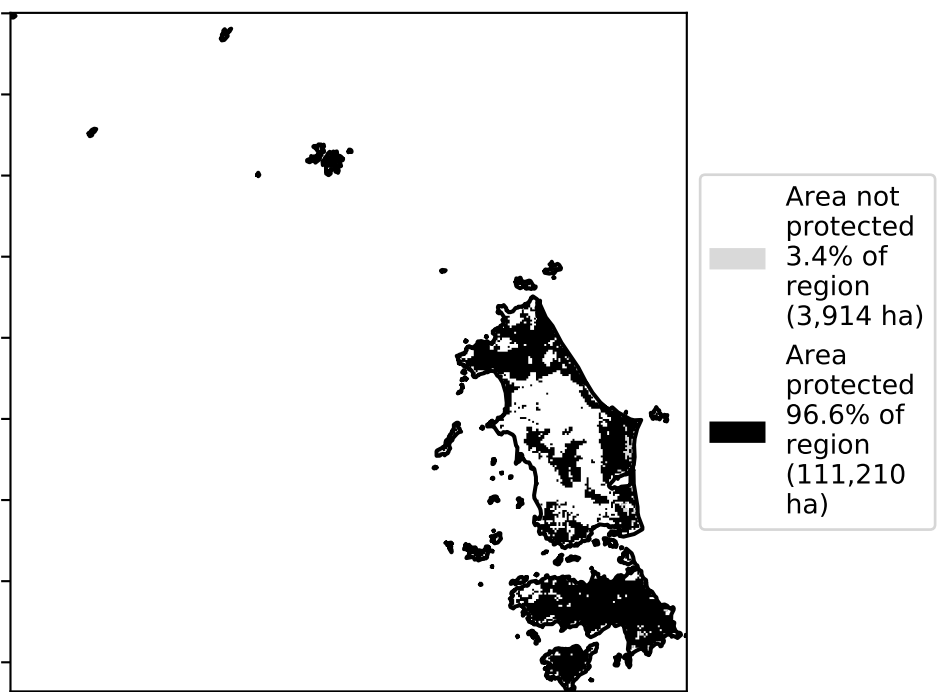 Area not
protected
3.4% of
region
(3,914 ha)
Area
protected
96.6% of
region
(111,210
ha)